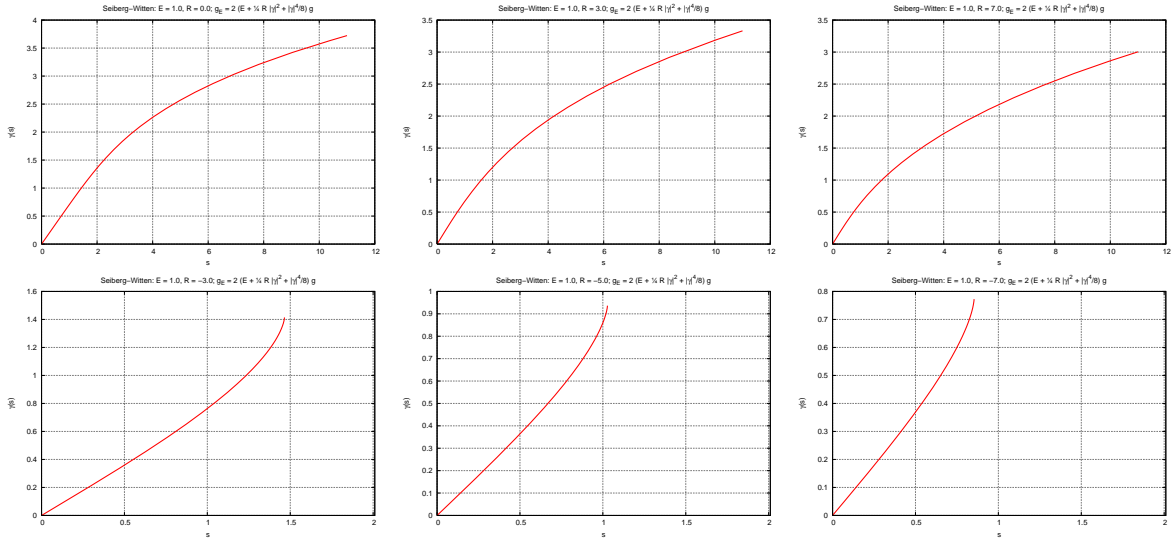 Seiberg−Witten: E = 1.0, R = 0.0; g_E = 2 (E + ¼ R |γ|² + |γ|⁴/8) g
4
3.5
3
2.5
2
1.5
1
0.5
0
γ(s)
0 2 4 6 8 10 12
s
Seiberg−Witten: E = 1.0, R = 3.0; g_E = 2 (E + ¼ R |γ|² + |γ|⁴/8) g
3.5
3
2.5
2
1.5
1
0.5
0
γ(s)
0 2 4 6 8 10 12
s
Seiberg−Witten: E = 1.0, R = 7.0; g_E = 2 (E + ¼ R |γ|² + |γ|⁴/8) g
3.5
3
2.5
2
1.5
1
0.5
0
γ(s)
0 2 4 6 8 10 12
s
Seiberg−Witten: E = 1.0, R = −3.0; g_E = 2 (E + ¼ R |γ|² + |γ|⁴/8) g
1.6
1.4
1.2
1
0.8
0.6
0.4
0.2
0
γ(s)
0 0.5 1 1.5 2
s
Seiberg−Witten: E = 1.0, R = −5.0; g_E = 2 (E + ¼ R |γ|² + |γ|⁴/8) g
1
0.9
0.8
0.7
0.6
0.5
0.4
0.3
0.2
0.1
0
γ(s)
0 0.5 1 1.5 2
s
Seiberg−Witten: E = 1.0, R = −7.0; g_E = 2 (E + ¼ R |γ|² + |γ|⁴/8) g
0.8
0.7
0.6
0.5
0.4
0.3
0.2
0.1
0
γ(s)
0 0.5 1 1.5 2
s